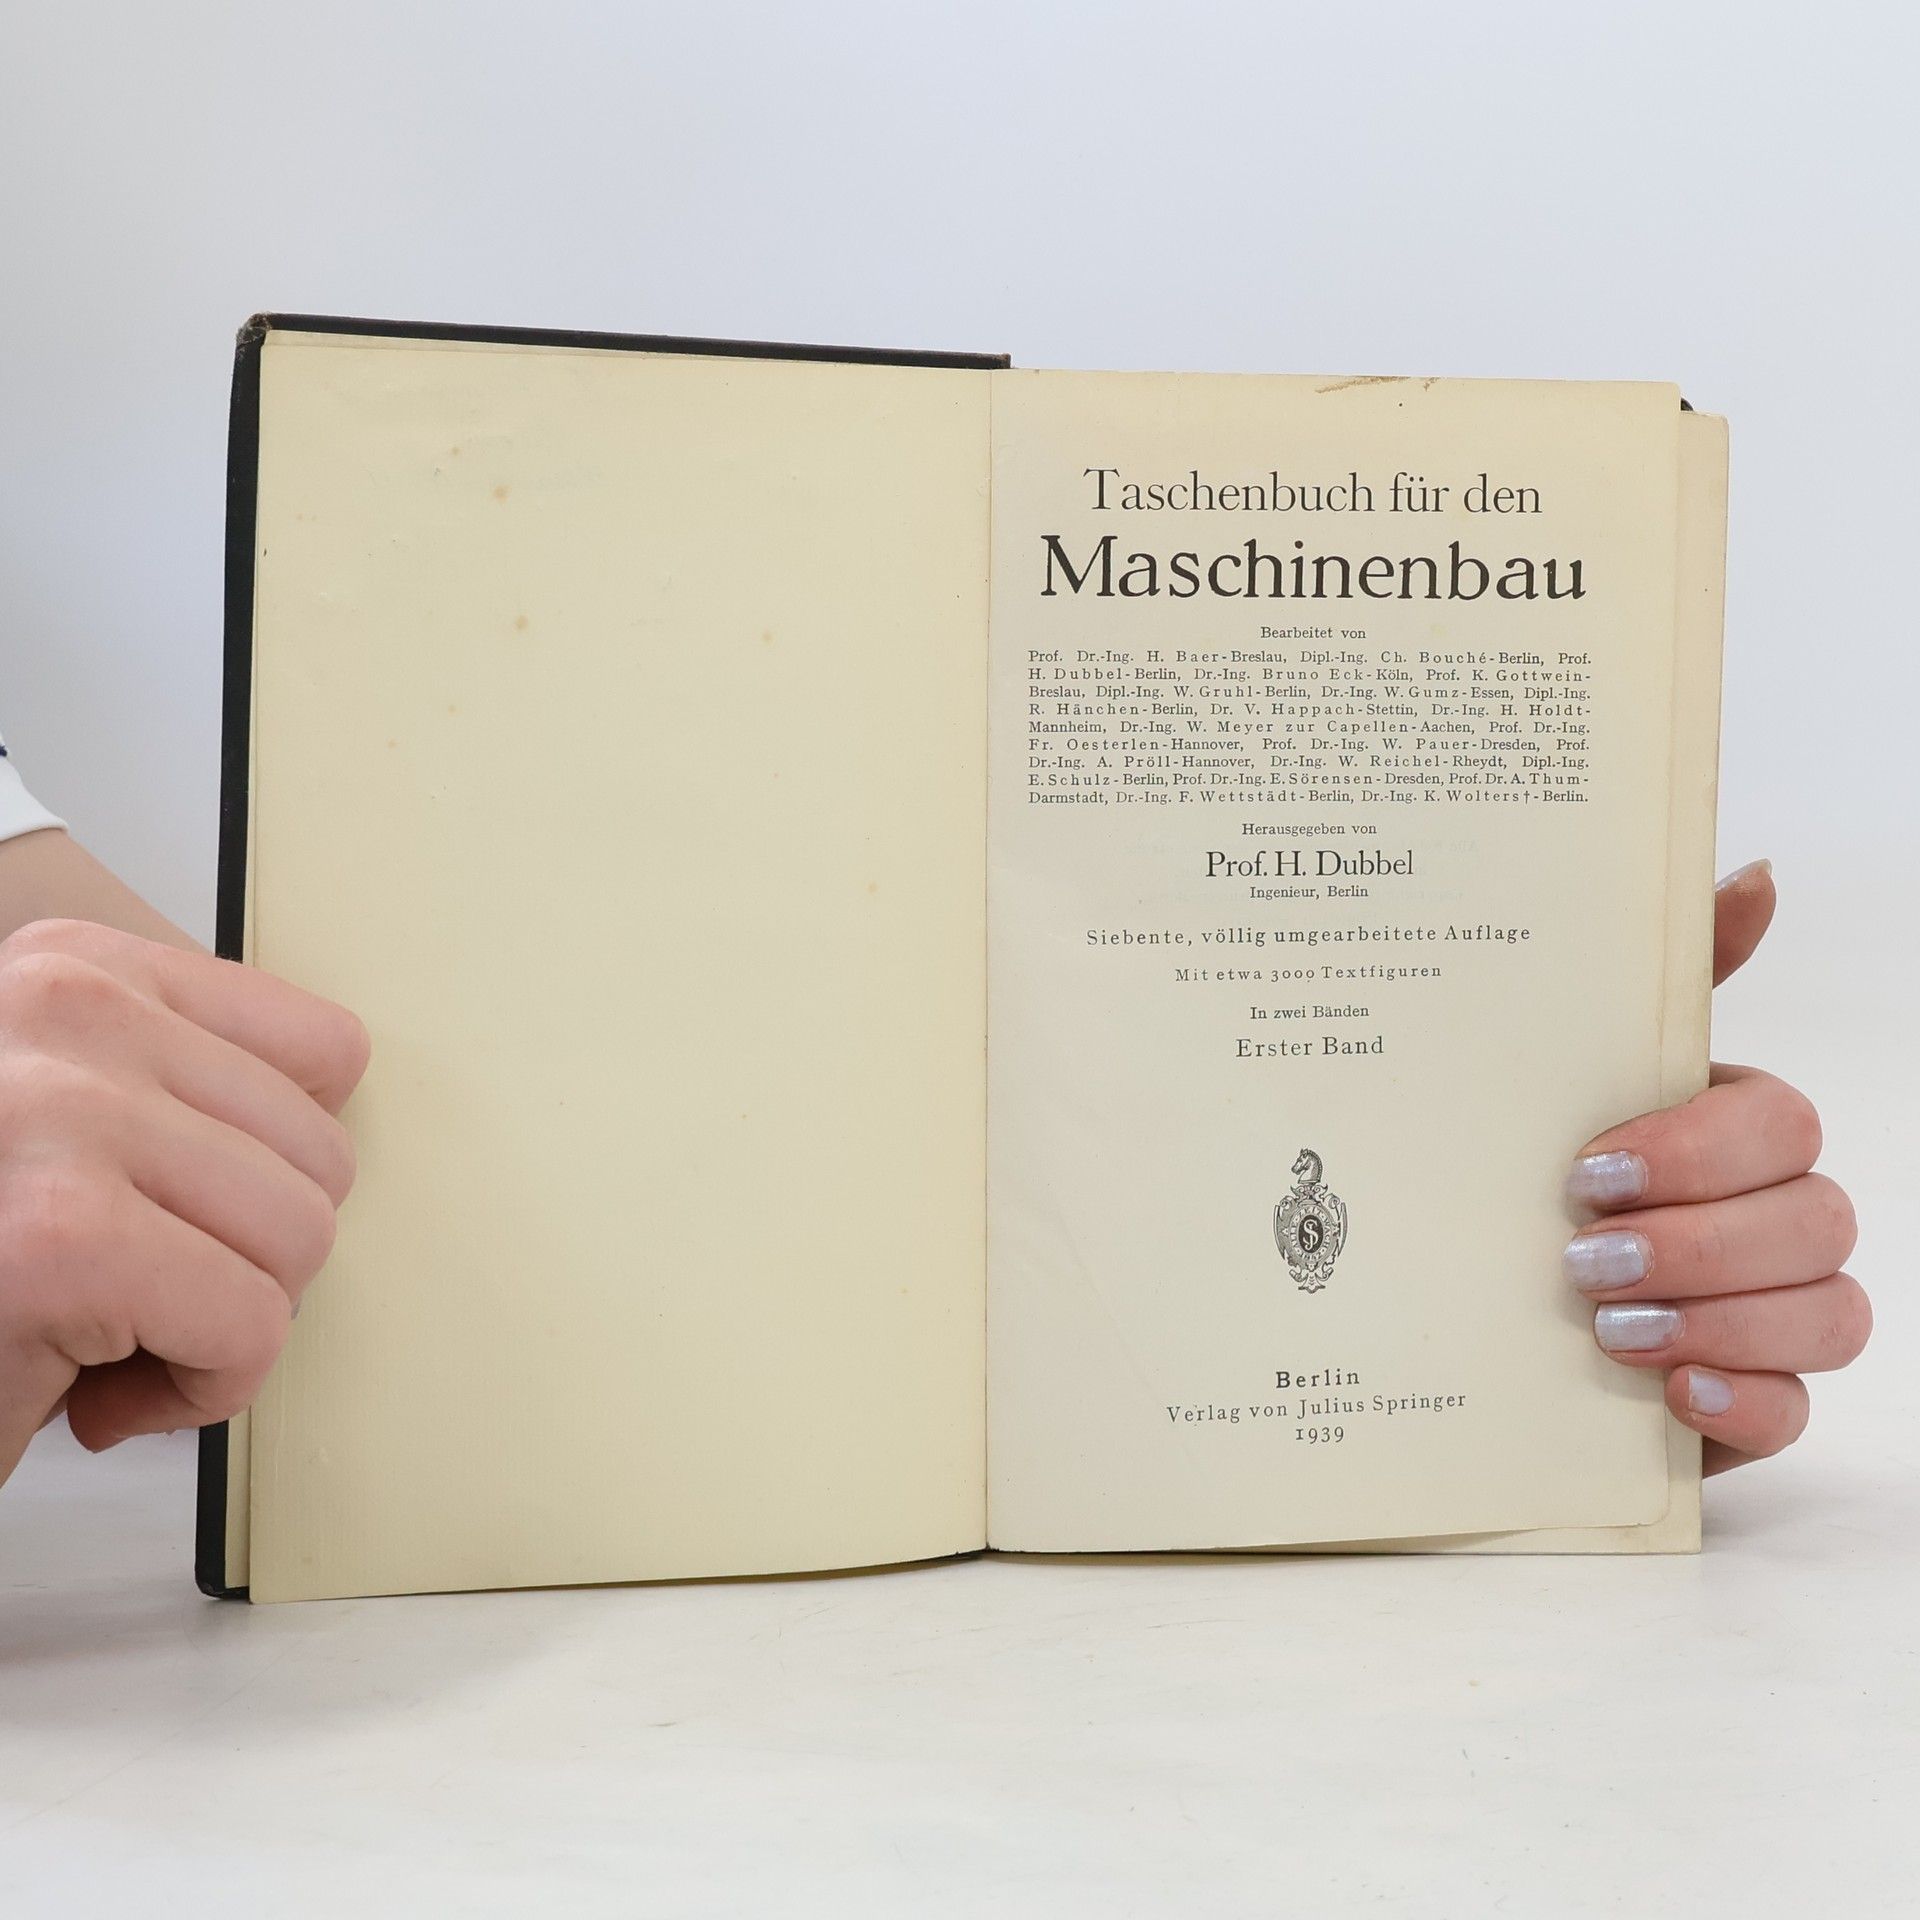 Taschenbuch für den
Maschinenbau
Bearbeitet von
Prof. Dr.-Ing. H. Baer-Breslau, Dipl.-Ing. Ch. Bouché-Berlin, Prof.
H. Dubbel-Berlin, Dr.-Ing. Bruno Eck-Köln, Prof. K. Gottwein-
Breslau, Dipl.-Ing. W. Gruhl-Berlin, Dr.-Ing. W. Gumz-Essen, Dipl.-Ing.
R. Hänchen-Berlin, Dr. V. Happach-Stettin, Dr.-Ing. H. Holdt-
Mannheim, Dr.-Ing. W. Meyer zur Capellen-Aachen, Prof. Dr.-Ing.
Fr. Oesterlen-Hannover, Prof. Dr.-Ing. W. Pauer-Dresden, Prof.
Dr.-Ing. A. Pröll-Hannover, Dr.-Ing. W. Reichel-Rheydt, Dipl.-Ing.
E. Schulz-Berlin, Prof. Dr.-Ing. E. Sörensen-Dresden, Prof. Dr. A. Thum-
Darmstadt, Dr.-Ing. F. Wettstädt-Berlin, Dr.-Ing. K. Wolters†-Berlin.
Herausgegeben von
Prof. H. Dubbel
Ingenieur, Berlin
Siebente, völlig umgearbeitete Auflage
Mit etwa 3000 Textfiguren
In zwei Bänden
Erster Band
Berlin
Verlag von Julius Springer
1939